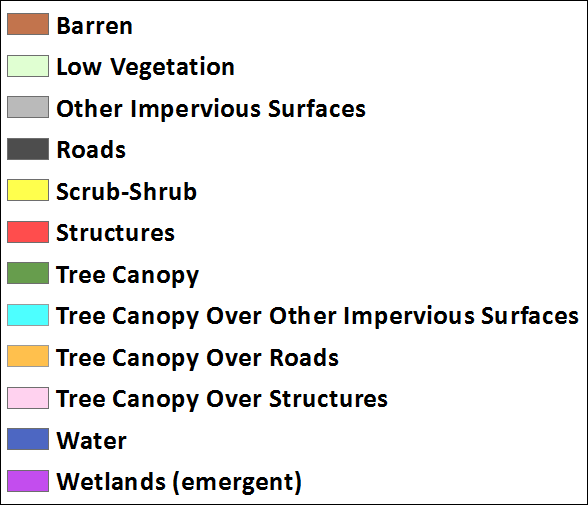 Barren
Low Vegetation
Other Impervious Surfaces
Roads
Scrub-Shrub
Structures
Tree Canopy
Tree Canopy Over Other Impervious Surfaces
Tree Canopy Over Roads
Tree Canopy Over Structures
Water
Wetlands (emergent)